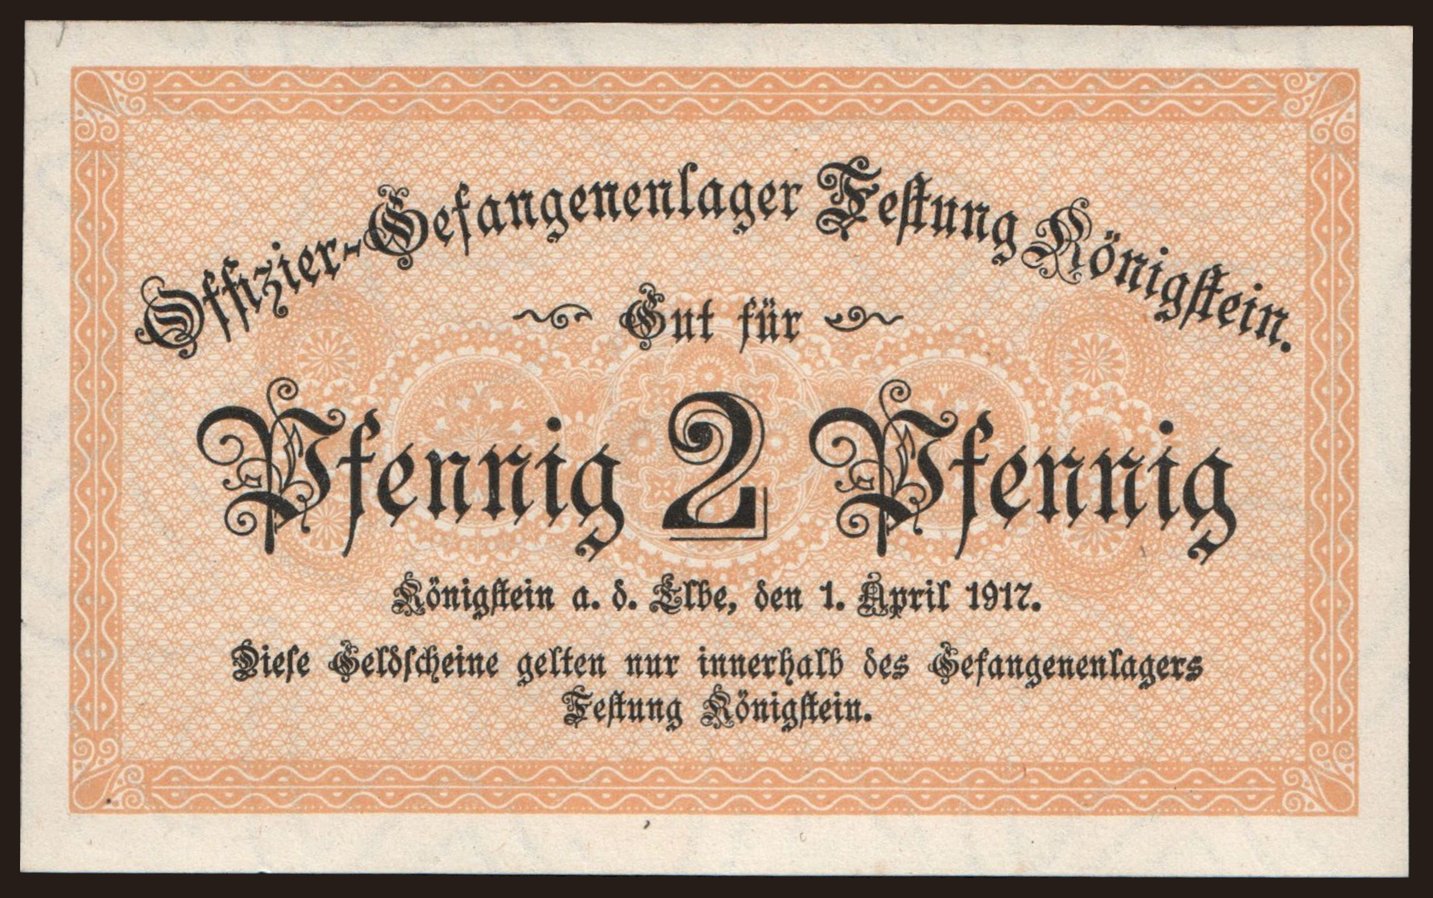 Offizier-Gefangenenlager Festung Königstein.
Gut für
Pfennig 2 Pfennig
Königstein a. d. Elbe, den 1. April 1917.
Diese Geldscheine gelten nur innerhalb des Gefangenenlagers
Festung Königstein.